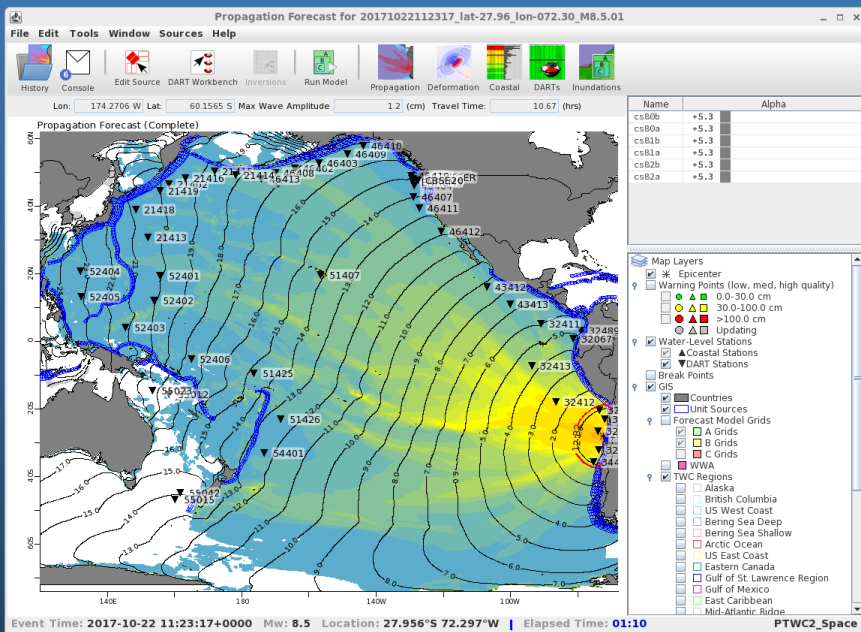 Propagation Forecast for 20171022112317_lat-27.96_lon-072.30_M8.5.01
File Edit Tools Window Sources Help
6
History Console Edit Source DART Workbench Inversions Run Model Propagation Deformation Coastal DARTs Inundations
Lon: 174.2706 W Lat: 60.1565 S Max Wave Amplitude 1.2 (cm) Travel Time: 10.67 (hrs)
Name Alpha
cs80b +5.3
cs80a +5.3
cs81b +5.3
cs81a +5.3
cs82b +5.3
cs82a +5.3
Propagation Forecast (Complete)
46410
46409
46403
46408
46413
21414
21416
21419
21418
21413
46407
46411
46412
52404
52401
51407
52405
52402
43412
43413
52403
32411
32489
32067
52406
51425
32413
55023
32412
51426
54401
55042
55015
140E 180 140W 100W
Map Layers
Epicenter
Warning Points (low, med, high quality)
0.0-30.0 cm
30.0-100.0 cm
>100.0 cm
Updating
Water-Level Stations
Coastal Stations
DART Stations
Break Points
GIS
Countries
Unit Sources
Forecast Model Grids
A Grids
B Grids
C Grids
WWA
TWC Regions
Alaska
British Columbia
US West Coast
Bering Sea Deep
Bering Sea Shallow
Arctic Ocean
US East Coast
Eastern Canada
Gulf of St. Lawrence Region
Gulf of Mexico
East Caribbean
Mid-Atlantic Ridge
Event Time: 2017-10-22 11:23:17+0000 Mw: 8.5 Location: 27.956°S 72.297°W | Elapsed Time: 01:10 PTWC2_Space